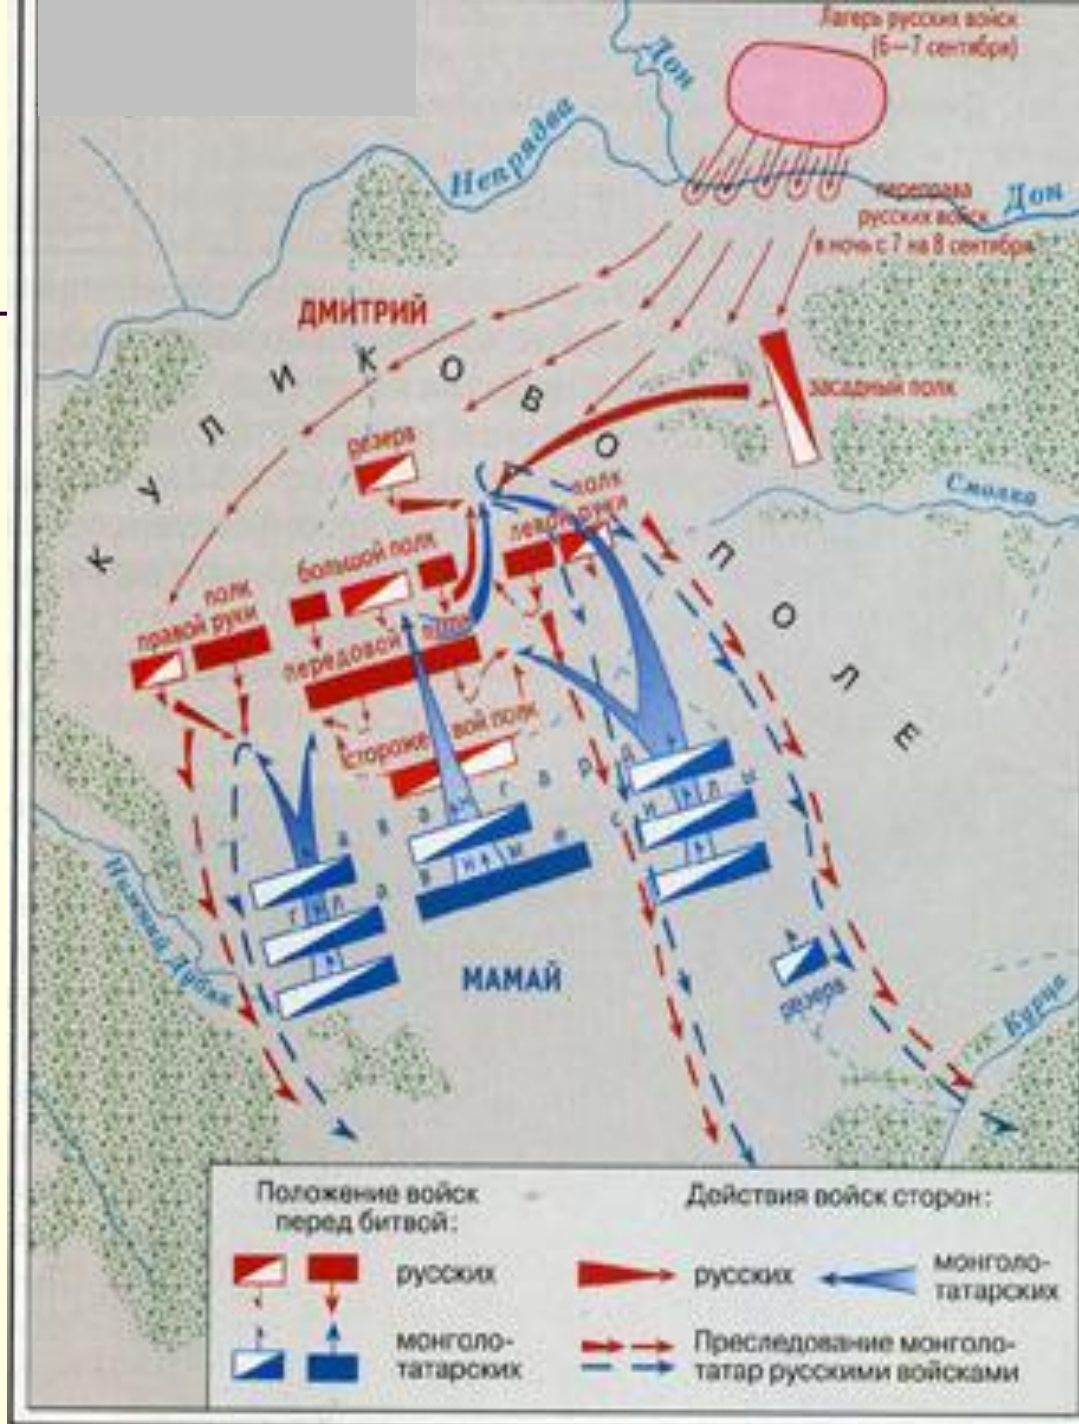 Лагерь русских войск
(6—7 сентября)
Дон
Непрядва
переправа
русских войск
в ночь с 7 на 8 сентября
Дон
ДМИТРИЙ
КУЛИКОВО ПОЛЕ
засадный полк
резерв
Смолка
полк
левой руки
большой полк
полк
правой руки
передовой полк
сторожевой полк
авангард
главные силы
Нижний Дубик
МАМАЙ
резерв
Курца
Положение войск
перед битвой:
русских
монголо-
татарских
Действия войск сторон:
русских
монголо-
татарских
Преследование монголо-
татар русскими войсками